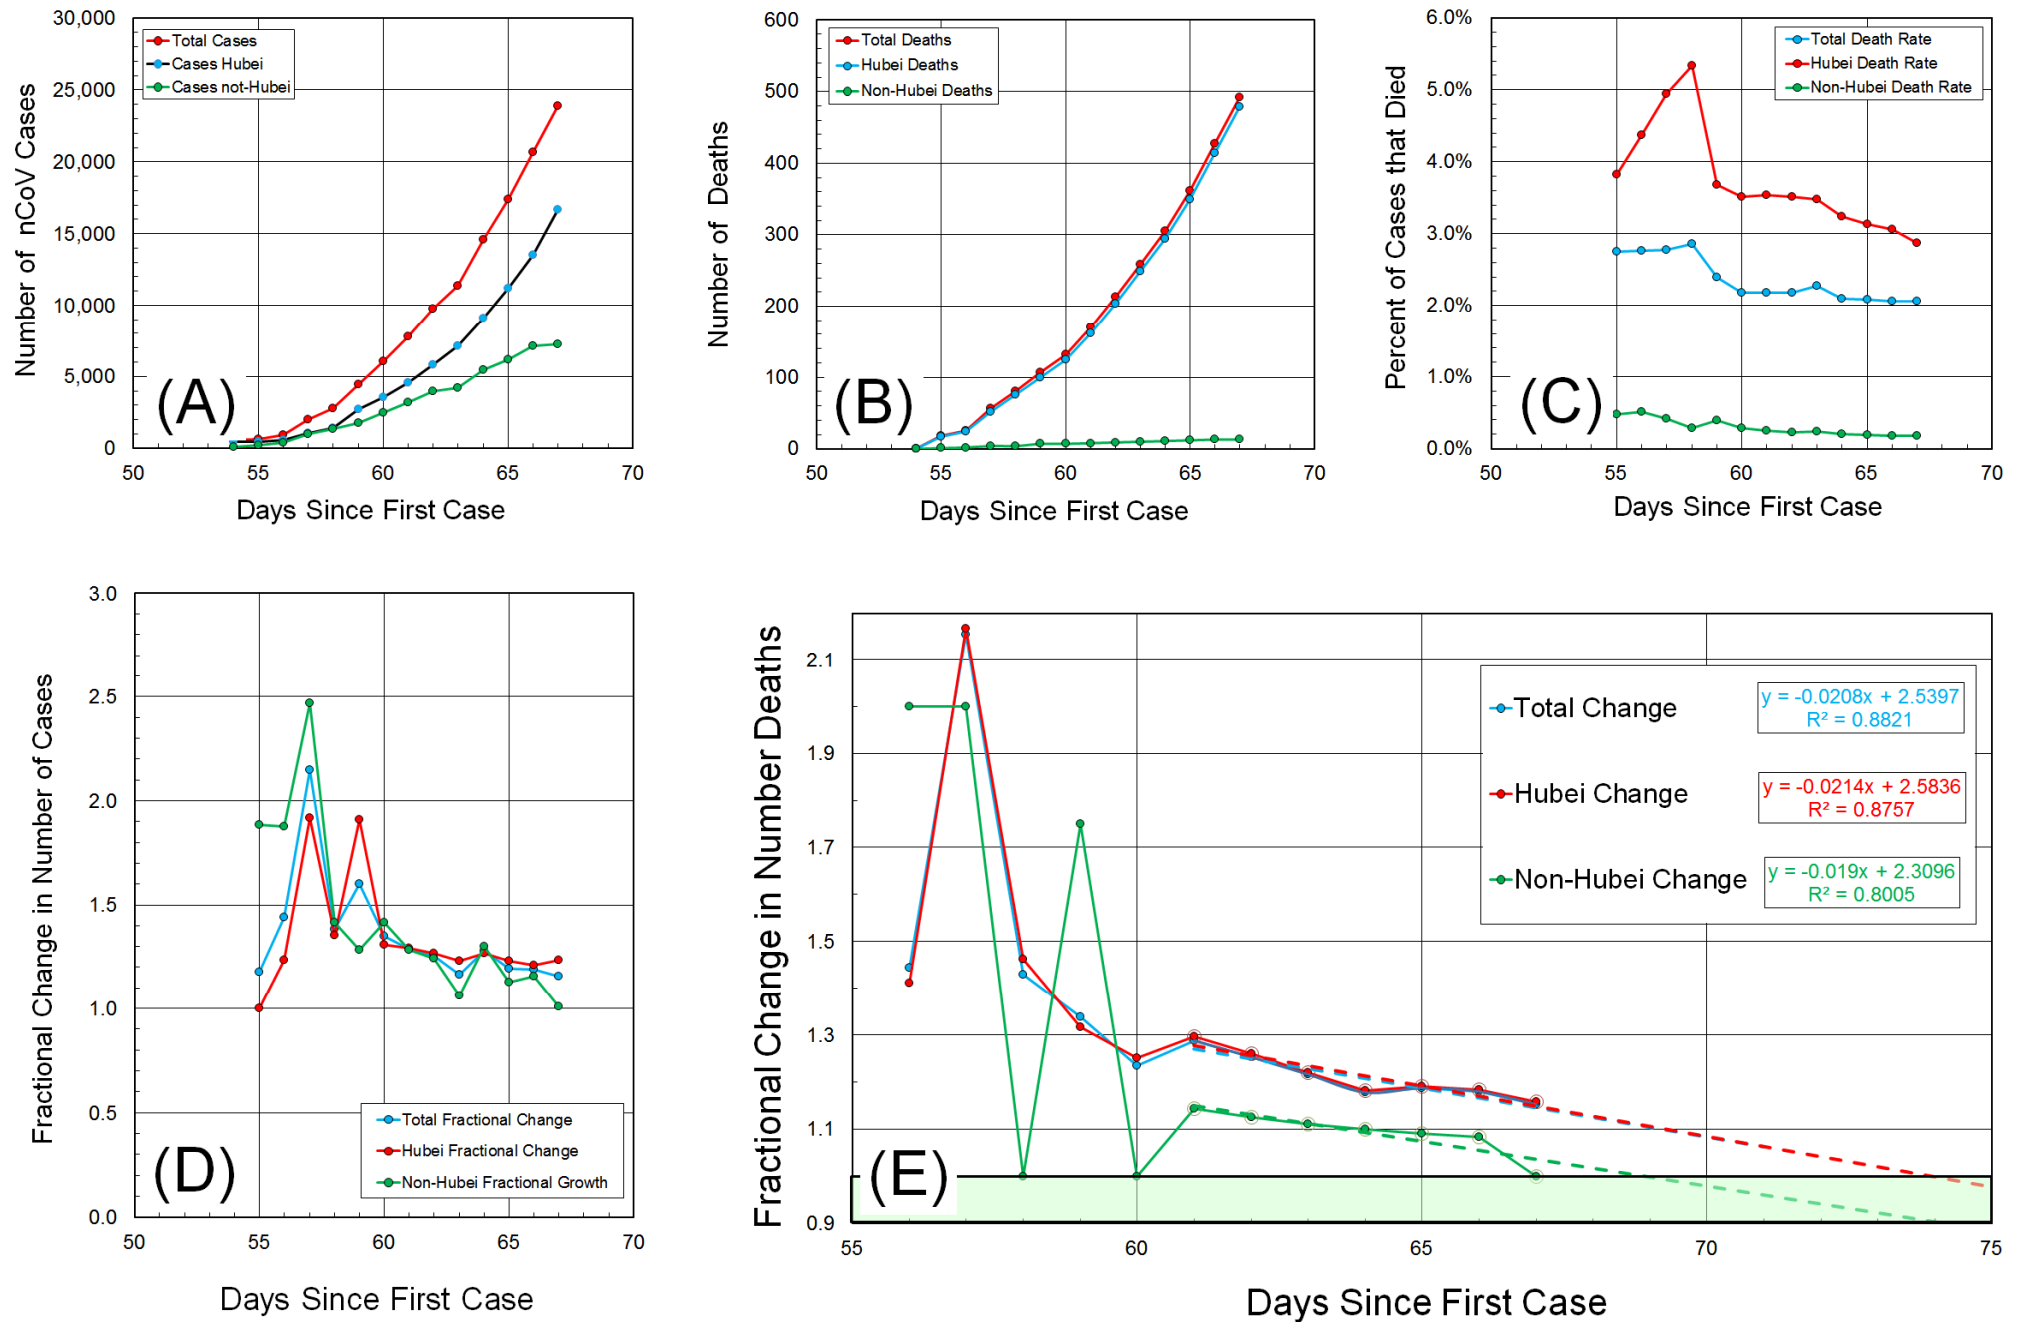 30,000
25,000
20,000
15,000
10,000
5,000
0
50
55
60
65
70
Number of nCoV Cases
Days Since First Case
Total Cases
Cases Hubei
Cases not-Hubei
(A)
600
500
400
300
200
100
0
50
55
60
65
70
Number of Deaths
Days Since First Case
Total Deaths
Hubei Deaths
Non-Hubei Deaths
(B)
6.0%
5.0%
4.0%
3.0%
2.0%
1.0%
0.0%
50
55
60
65
70
Percent of Cases that Died
Days Since First Case
Total Death Rate
Hubei Death Rate
Non-Hubei Death Rate
(C)
3.0
2.5
2.0
1.5
1.0
0.5
0.0
50
55
60
65
70
Fractional Change in Number of Cases
Days Since First Case
Total Fractional Change
Hubei Fractional Change
Non-Hubei Fractional Growth
(D)
2.1
1.9
1.7
1.5
1.3
1.1
0.9
55
60
65
70
75
Fractional Change in Number Deaths
Days Since First Case
Total Change
y = -0.0208x + 2.5397
R² = 0.8821
Hubei Change
y = -0.0214x + 2.5836
R² = 0.8757
Non-Hubei Change
y = -0.019x + 2.3096
R² = 0.8005
(E)